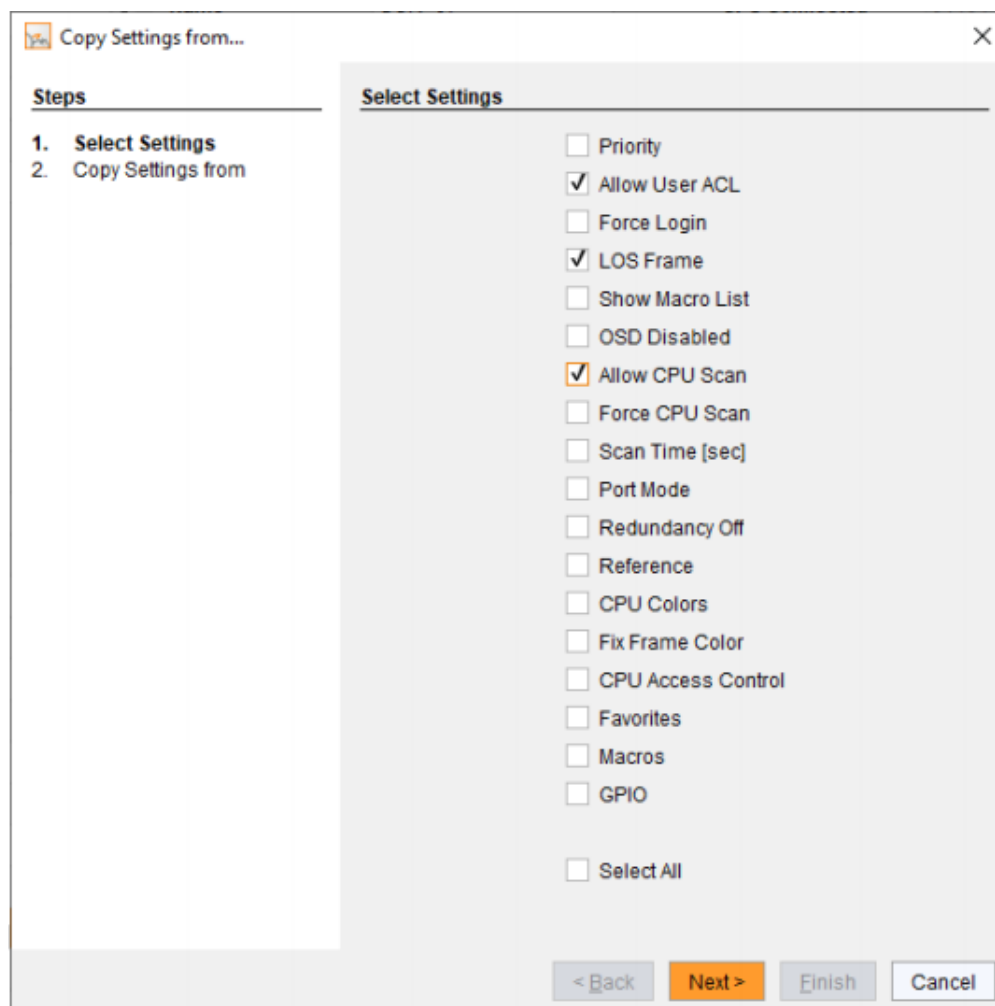 Copy Settings from...
Steps
1. Select Settings
2. Copy Settings from
Select Settings
Priority
Allow User ACL
Force Login
LOS Frame
Show Macro List
OSD Disabled
Allow CPU Scan
Force CPU Scan
Scan Time [sec]
Port Mode
Redundancy Off
Reference
CPU Colors
Fix Frame Color
CPU Access Control
Favorites
Macros
GPIO
Select All
< Back Next > Finish Cancel